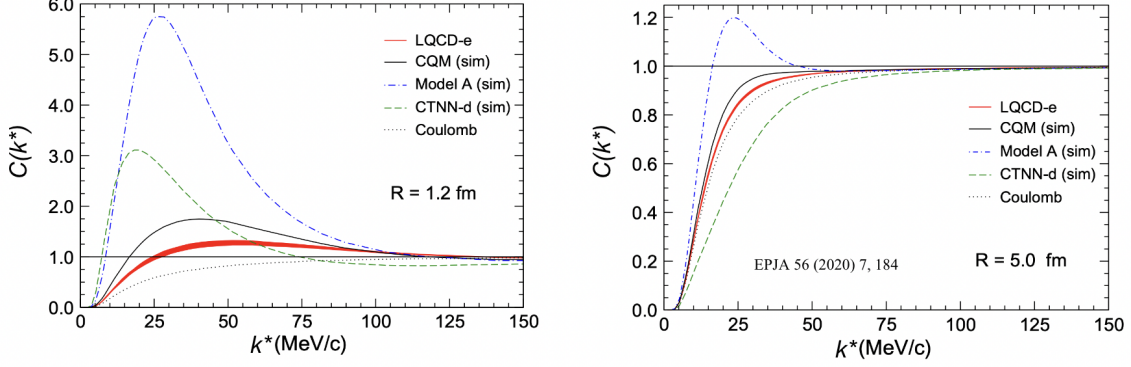 6.0
5.0
4.0
3.0
2.0
1.0
0.0
C(k*)
LQCD-e
CQM (sim)
Model A (sim)
CTNN-d (sim)
Coulomb
R = 1.2 fm
0 25 50 75 100 125 150
k*(MeV/c)
1.2
1.0
0.8
0.6
0.4
0.2
0.0
C(k*)
LQCD-e
CQM (sim)
Model A (sim)
CTNN-d (sim)
Coulomb
EPJA 56 (2020) 7, 184
R = 5.0 fm
0 25 50 75 100 125 150
k*(MeV/c)